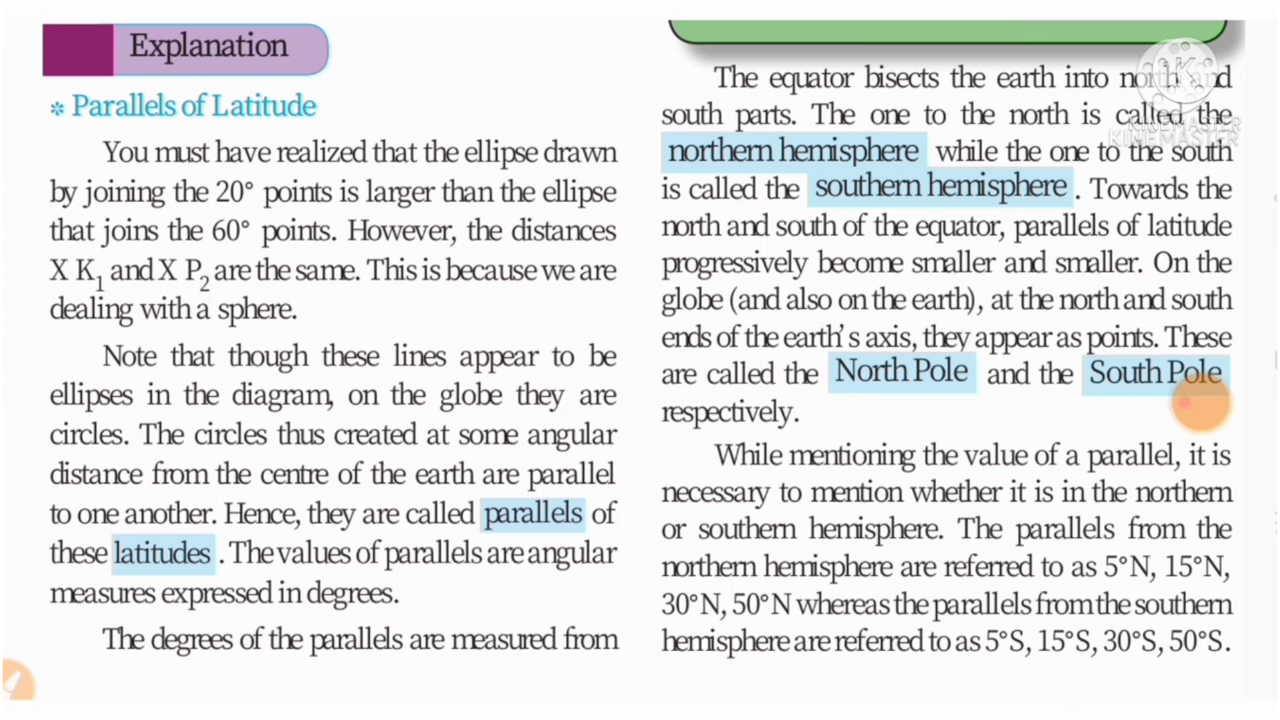 Explanation
* Parallels of Latitude
You must have realized that the ellipse drawn
by joining the 20° points is larger than the ellipse
that joins the 60° points. However, the distances
X K₁ and X P₂ are the same. This is because we are
dealing with a sphere.
Note that though these lines appear to be
ellipses in the diagram, on the globe they are
circles. The circles thus created at some angular
distance from the centre of the earth are parallel
to one another. Hence, they are called parallels of
these latitudes . The values of parallels are angular
measures expressed in degrees.
The degrees of the parallels are measured from
The equator bisects the earth into north and
south parts. The one to the north is called the
northern hemisphere while the one to the south
is called the southern hemisphere . Towards the
north and south of the equator, parallels of latitude
progressively become smaller and smaller. On the
globe (and also on the earth), at the north and south
ends of the earth's axis, they appear as points. These
are called the North Pole and the South Pole
respectively.
While mentioning the value of a parallel, it is
necessary to mention whether it is in the northern
or southern hemisphere. The parallels from the
northern hemisphere are referred to as 5°N, 15°N,
30°N, 50°N whereas the parallels from the southern
hemisphere are referred to as 5°S, 15°S, 30°S, 50°S.
K
KINEMASTER
KINEMASTER